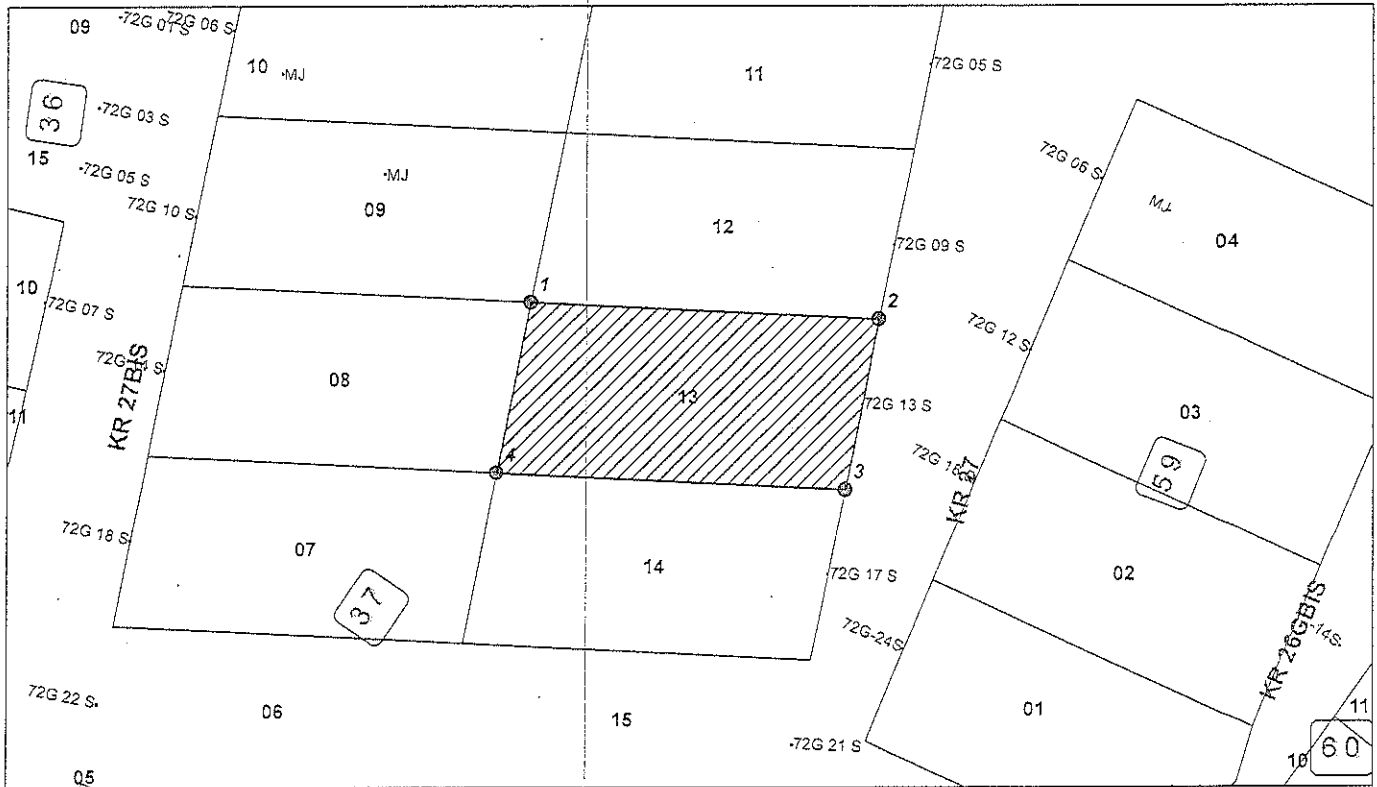 09
-72G 01 S
72G 06 S
10
MJ
11
-72G 05 S
36
-72G 03 S
15
-72G 05 S
MJ
09
72G 10 S
12
-72G 09 S
72G 06 S
MJ
04
10
-72G 07 S
1
2
72G 12 S
KR 27BIS
08
13
72G 13 S
03
11
4
3
KR 27
59
72G 18 S
07
37
14
72G 17 S
02
72G-24S
KR 26GBIS
-14S
72G 22 S
06
15
-72G 21 S
01
11
10
60
05